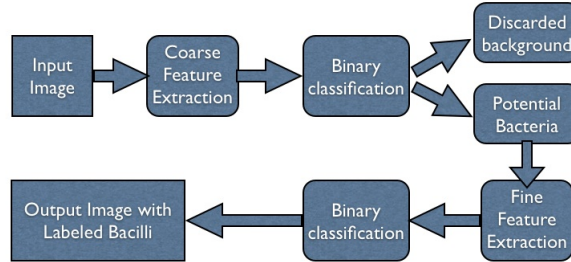 Input
Image
Coarse
Feature
Extraction
Binary
classification
Discarded
background
Potential
Bacteria
Fine
Feature
Extraction
Binary
classification
Output Image with
Labeled Bacilli